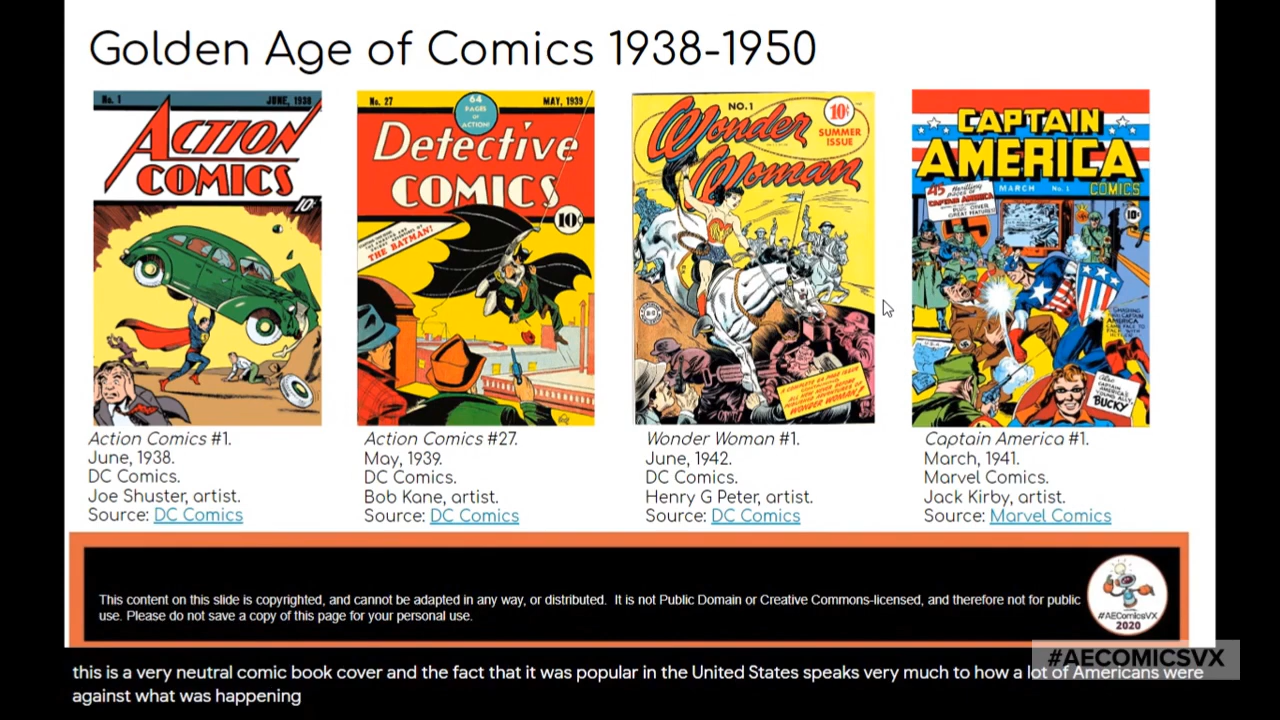 Golden Age of Comics 1938-1950
No. 1
JUNE, 1938
ACTION
COMICS
10¢
No. 27
64
PAGES
OF
ACTION!
MAY, 1939
Detective
COMICS
10¢
THE BATMAN!
NO. 1
10¢
SUMMER
ISSUE
Wonder
Woman
WONDER WOMAN!
CAPTAIN
AMERICA
COMICS
MARCH No. 1
45
CAPTAIN AMERICA
10¢
BUCKY
Action Comics #1.
June, 1938.
DC Comics.
Joe Shuster, artist.
Source: DC Comics
Action Comics #27.
May, 1939.
DC Comics.
Bob Kane, artist.
Source: DC Comics
Wonder Woman #1.
June, 1942.
DC Comics.
Henry G Peter, artist.
Source: DC Comics
Captain America #1.
March, 1941.
Marvel Comics.
Jack Kirby, artist.
Source: Marvel Comics
This content on this slide is copyrighted, and cannot be adapted in any way, or distributed. It is not Public Domain or Creative Commons-licensed, and therefore not for public
use. Please do not save a copy of this page for your personal use.
#AEComicsVX
2020
#AECOMICSVX
this is a very neutral comic book cover and the fact that it was popular in the United States speaks very much to how a lot of Americans were
against what was happening